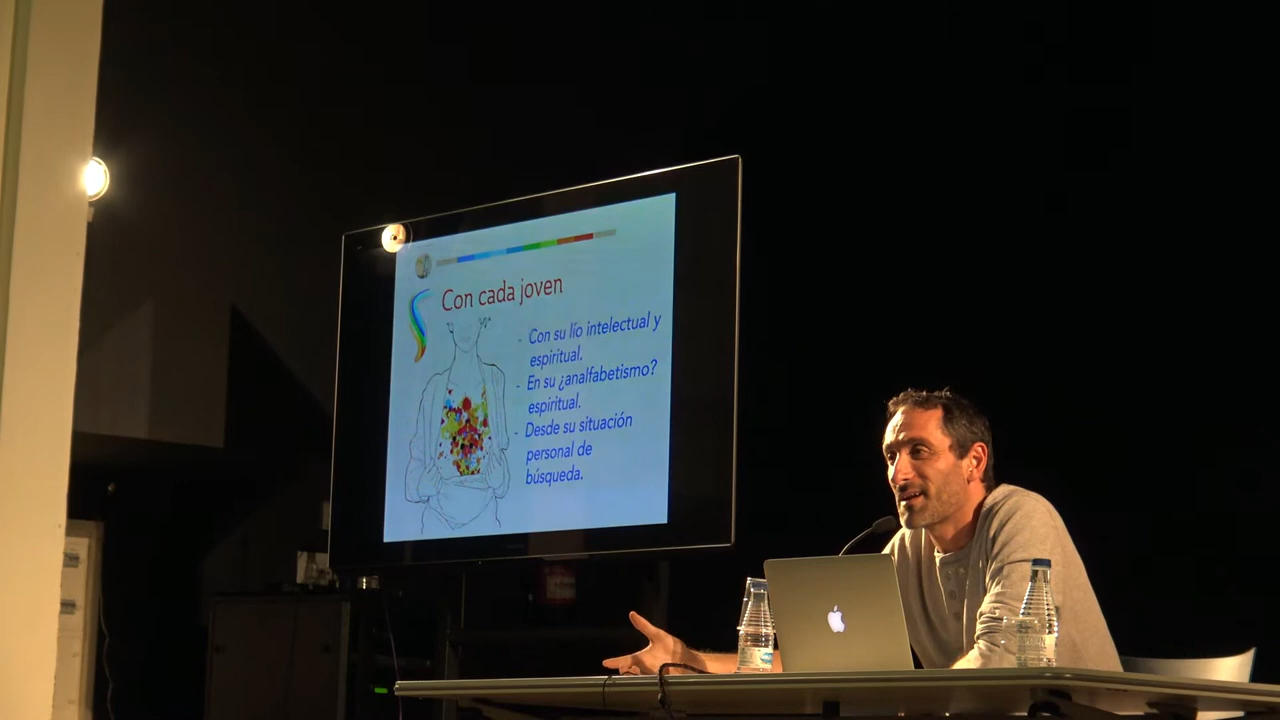 Con cada joven
- Con su lío intelectual y
espiritual.
- En su ¿analfabetismo?
espiritual.
- Desde su situación
personal de
búsqueda.